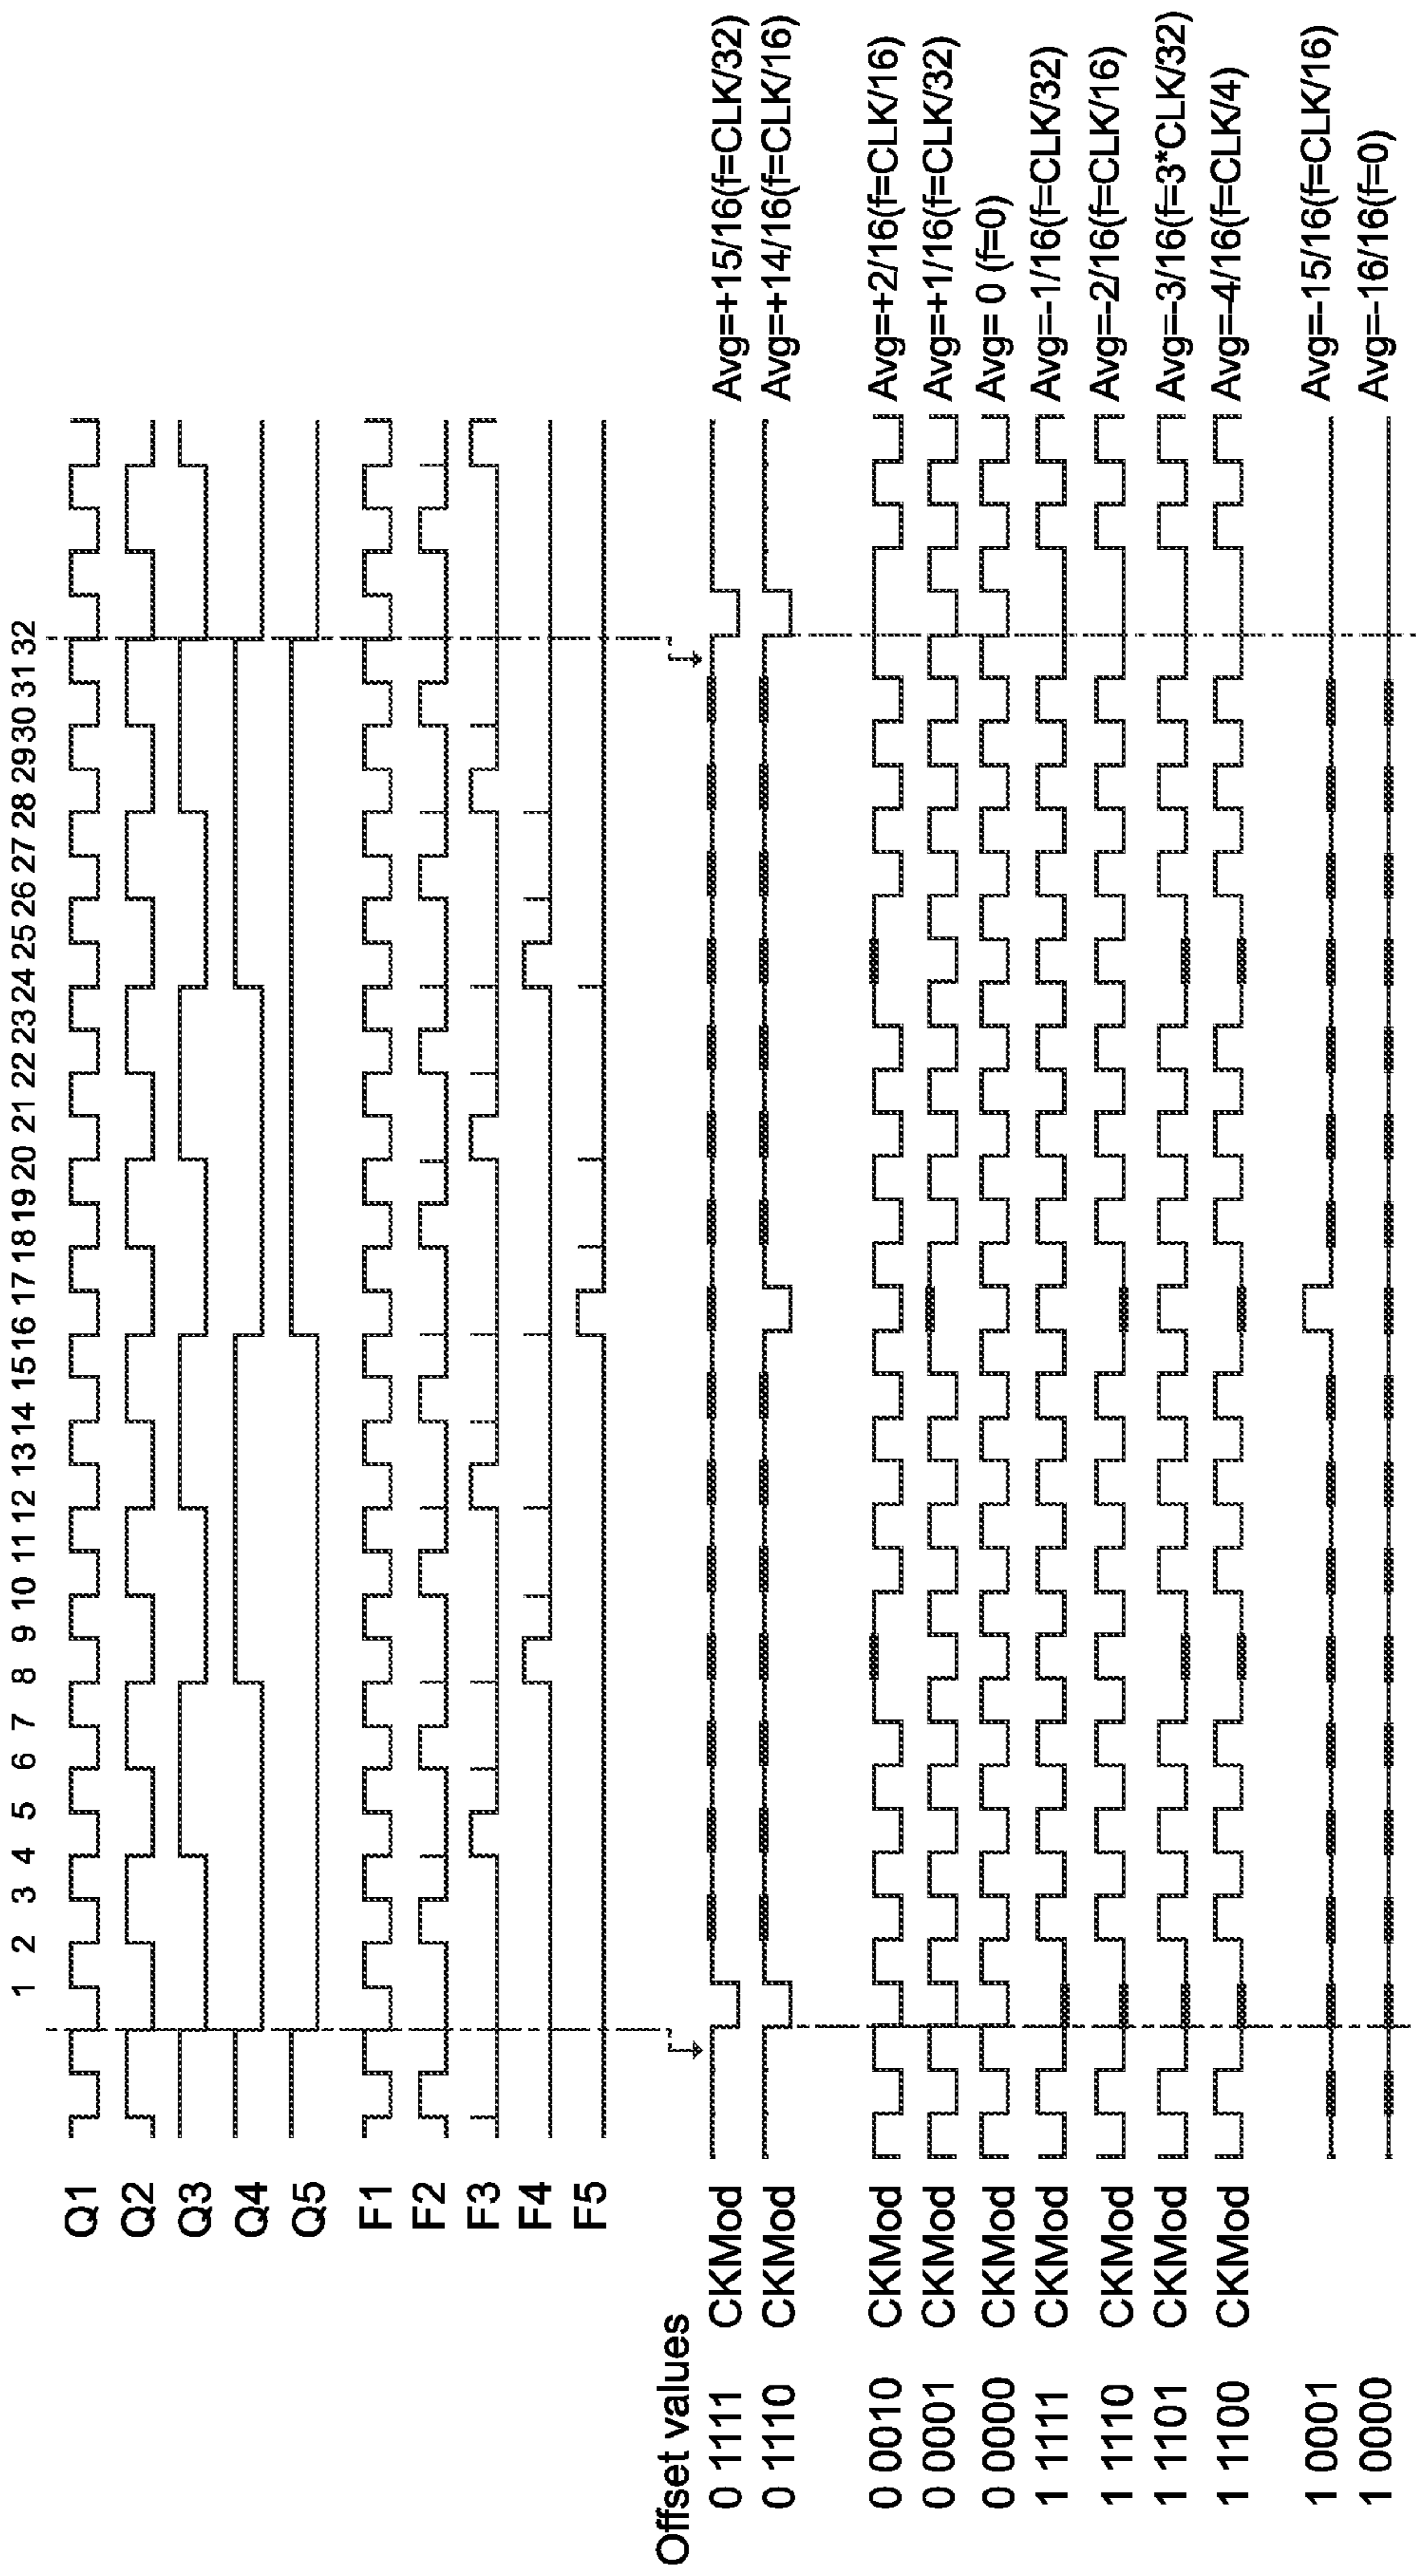 1 2 3 4 5 6 7 8 9 10 11 12 13 14 15 16 17 18 19 20 21 22 23 24 25 26 27 28 29 30 31 32
Q1
Q2
Q3
Q4
Q5
F1
F2
F3
F4
F5
Offset values
0 1111 CKMod Avg=+15/16(f=CLK/32)
0 1110 CKMod Avg=+14/16(f=CLK/16)
0 0010 CKMod Avg=+2/16(f=CLK/16)
0 0001 CKMod Avg=+1/16(f=CLK/32)
0 0000 CKMod Avg= 0 (f=0)
1 1111 CKMod Avg=-1/16(f=CLK/32)
1 1110 CKMod Avg=-2/16(f=CLK/16)
1 1101 CKMod Avg=-3/16(f=3*CLK/32)
1 1100 CKMod Avg=-4/16(f=CLK/4)
1 0001 Avg=-15/16(f=CLK/16)
1 0000 Avg=-16/16(f=0)